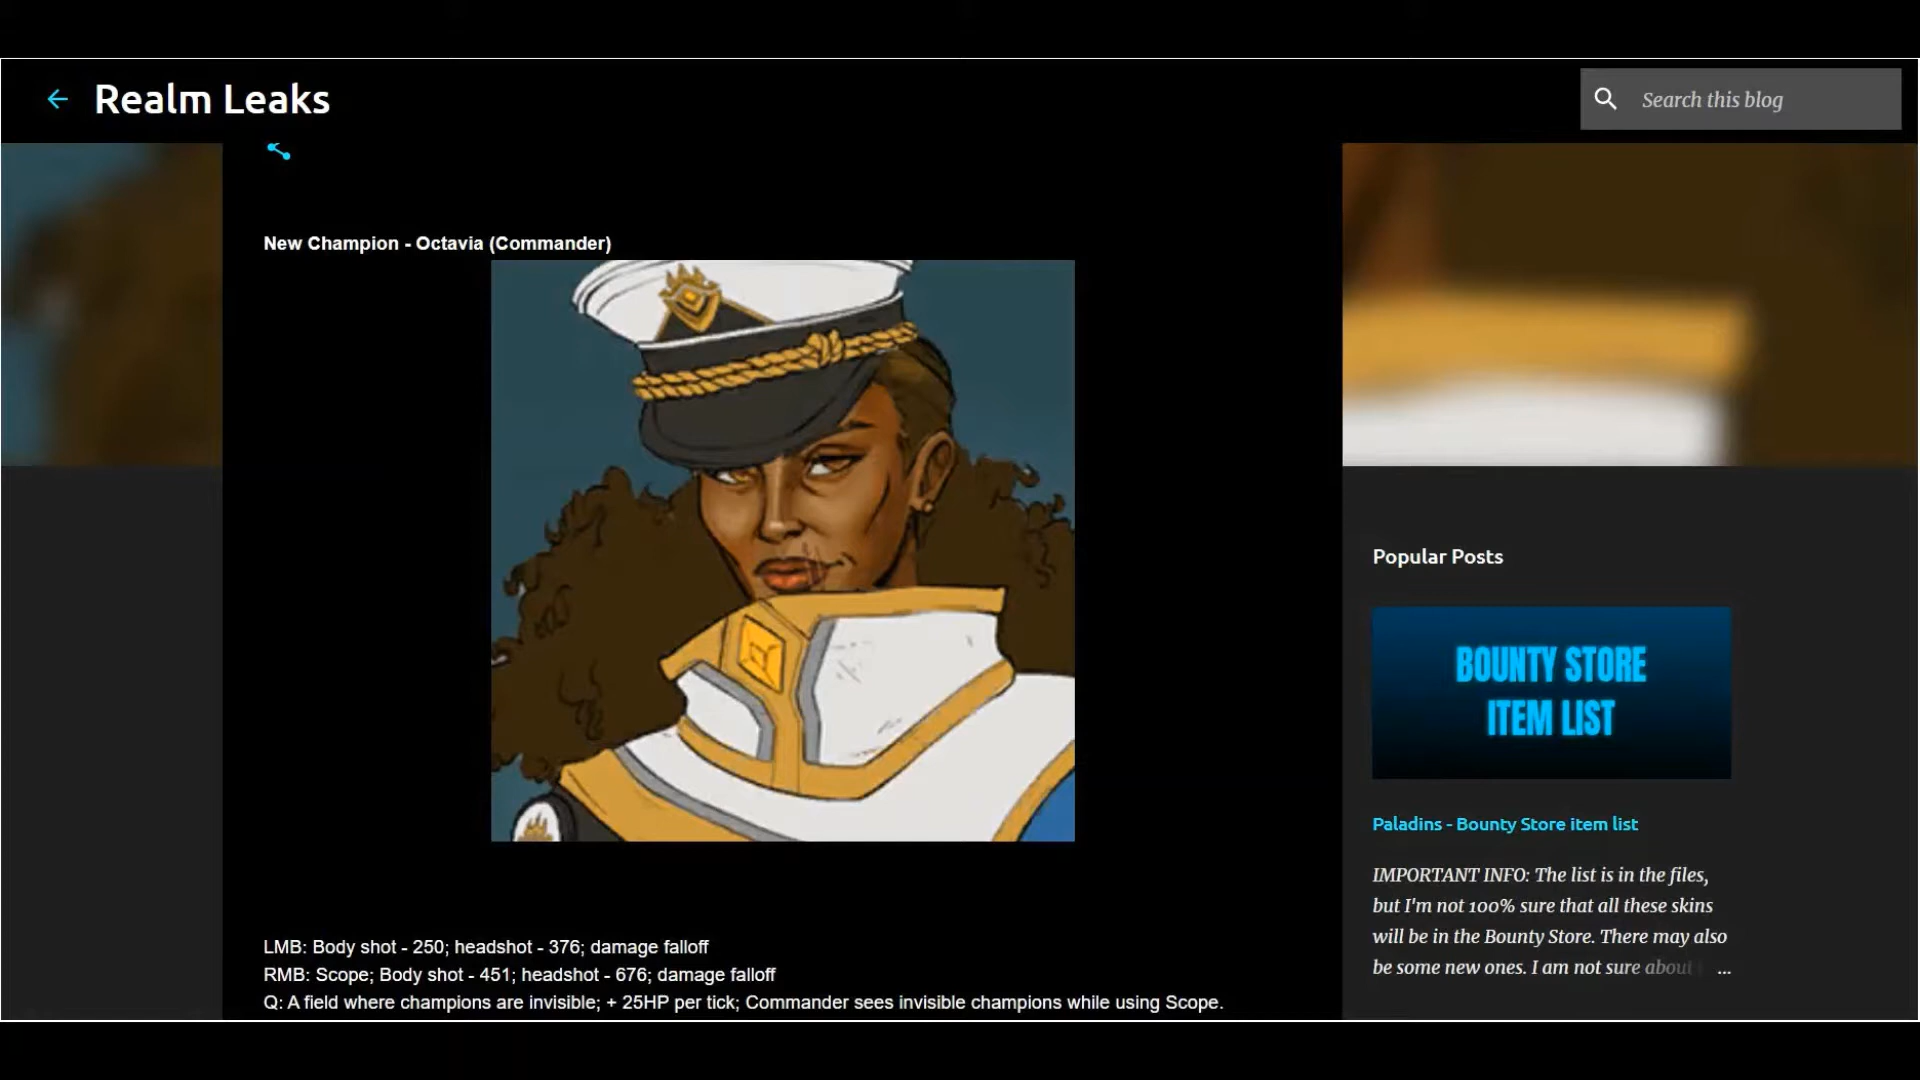 Realm Leaks
Search this blog
New Champion - Octavia (Commander)
LMB: Body shot - 250; headshot - 376; damage falloff
RMB: Scope; Body shot - 451; headshot - 676; damage falloff
Q: A field where champions are invisible; + 25HP per tick; Commander sees invisible champions while using Scope.
Popular Posts
BOUNTY STORE
ITEM LIST
Paladins - Bounty Store item list
IMPORTANT INFO: The list is in the files,
but I'm not 100% sure that all these skins
will be in the Bounty Store. There may also
be some new ones. I am not sure about ...